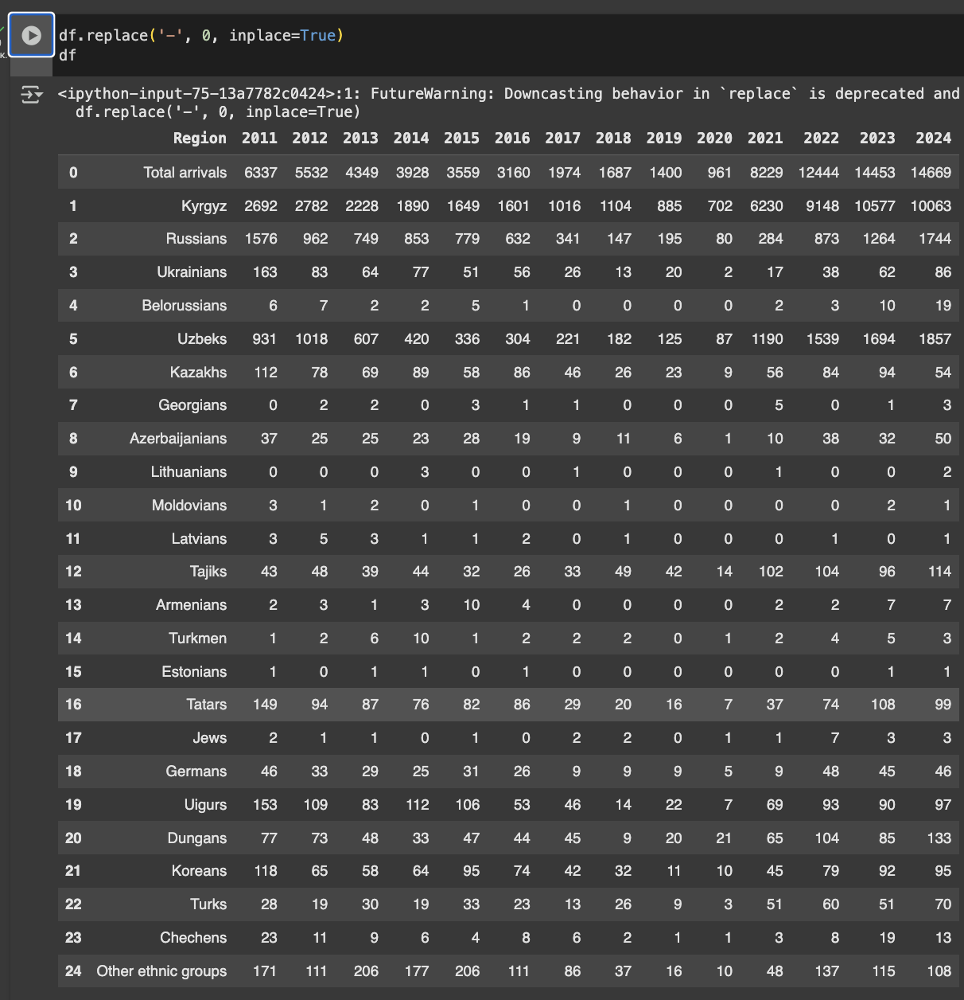 df.replace('-', 0, inplace=True)
df
<ipython-input-75-13a7782c0424>:1: FutureWarning: Downcasting behavior in `replace` is deprecated and
df.replace('-', 0, inplace=True)
Region 2011 2012 2013 2014 2015 2016 2017 2018 2019 2020 2021 2022 2023 2024
0 Total arrivals 6337 5532 4349 3928 3559 3160 1974 1687 1400 961 8229 12444 14453 14669
1 Kyrgyz 2692 2782 2228 1890 1649 1601 1016 1104 885 702 6230 9148 10577 10063
2 Russians 1576 962 749 853 779 632 341 147 195 80 284 873 1264 1744
3 Ukrainians 163 83 64 77 51 56 26 13 20 2 17 38 62 86
4 Belorussians 6 7 2 2 5 1 0 0 0 0 2 3 10 19
5 Uzbeks 931 1018 607 420 336 304 221 182 125 87 1190 1539 1694 1857
6 Kazakhs 112 78 69 89 58 86 46 26 23 9 56 84 94 54
7 Georgians 0 2 2 0 3 1 1 0 0 0 5 0 1 3
8 Azerbaijanians 37 25 25 23 28 19 9 11 6 1 10 38 32 50
9 Lithuanians 0 0 0 3 0 0 1 0 0 0 1 0 0 2
10 Moldovians 3 1 2 0 1 0 0 1 0 0 0 0 2 1
11 Latvians 3 5 3 1 1 2 0 1 0 0 0 1 0 1
12 Tajiks 43 48 39 44 32 26 33 49 42 14 102 104 96 114
13 Armenians 2 3 1 3 10 4 0 0 0 0 2 2 7 7
14 Turkmen 1 2 6 10 1 2 2 2 0 1 2 4 5 3
15 Estonians 1 0 1 1 0 1 0 0 0 0 0 0 1 1
16 Tatars 149 94 87 76 82 86 29 20 16 7 37 74 108 99
17 Jews 2 1 1 0 1 0 2 2 0 1 1 7 3 3
18 Germans 46 33 29 25 31 26 9 9 9 5 9 48 45 46
19 Uigurs 153 109 83 112 106 53 46 14 22 7 69 93 90 97
20 Dungans 77 73 48 33 47 44 45 9 20 21 65 104 85 133
21 Koreans 118 65 58 64 95 74 42 32 11 10 45 79 92 95
22 Turks 28 19 30 19 33 23 13 26 9 3 51 60 51 70
23 Chechens 23 11 9 6 4 8 6 2 1 1 3 8 19 13
24 Other ethnic groups 171 111 206 177 206 111 86 37 16 10 48 137 115 108